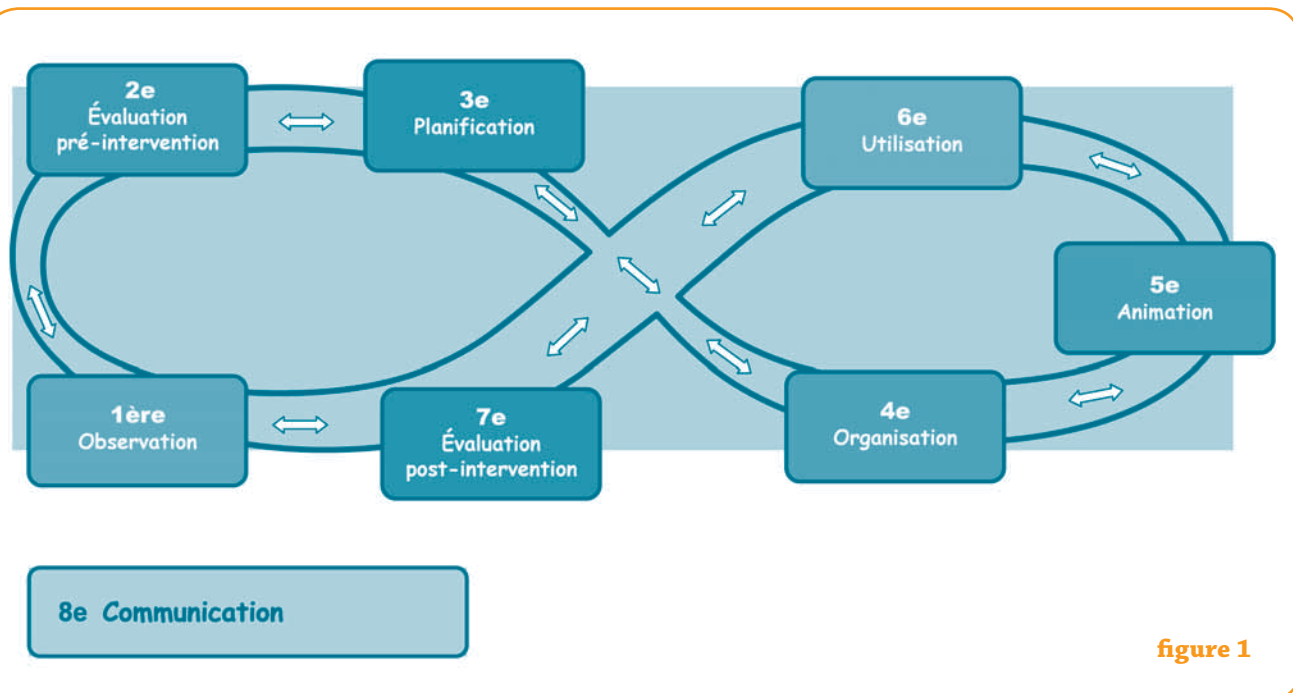 2e
Évaluation
pré-intervention
3e
Planification
6e
Utilisation
5e
Animation
1ère
Observation
7e
Évaluation
post-intervention
4e
Organisation
8e Communication
figure 1